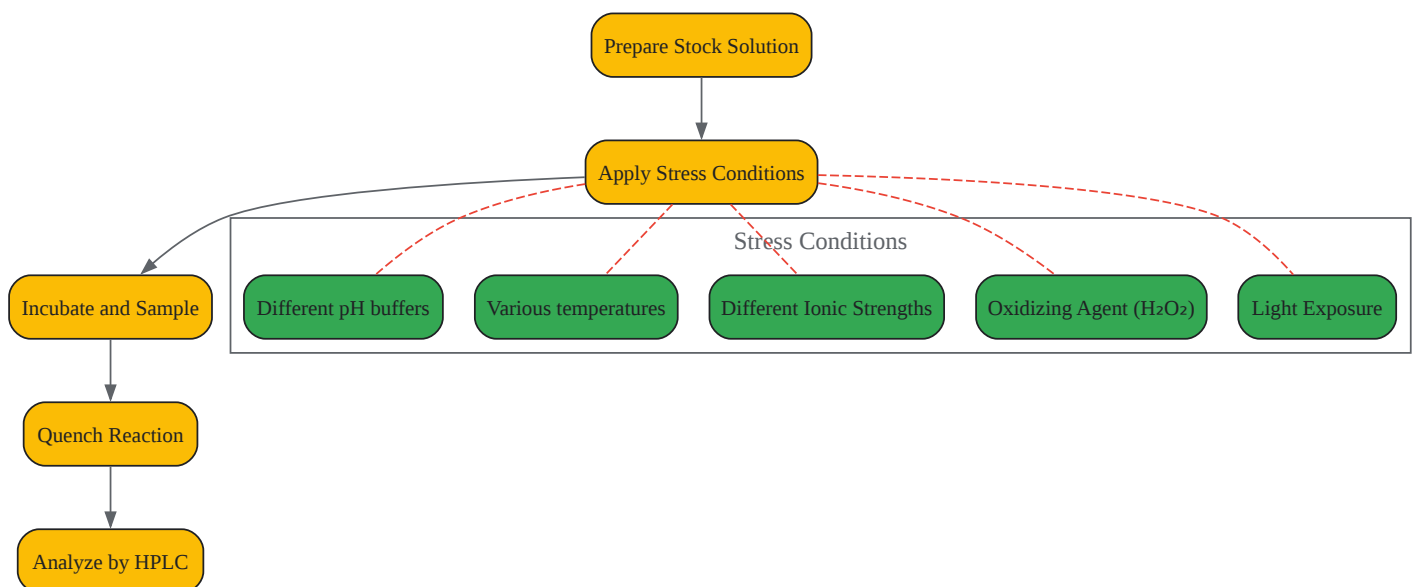 Prepare Stock Solution
Apply Stress Conditions
Stress Conditions
Incubate and Sample
Different pH buffers
Various temperatures
Different Ionic Strengths
Oxidizing Agent (H₂O₂)
Light Exposure
Quench Reaction
Analyze by HPLC